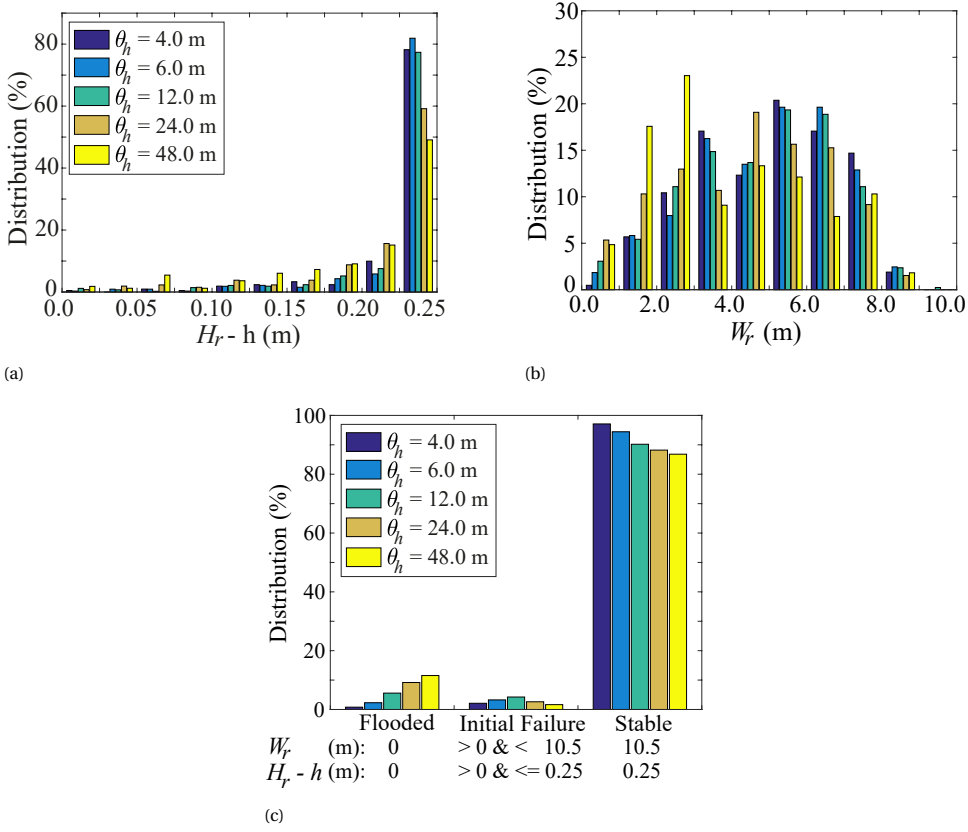 Distribution (%)
80
60
40
20
0
θh = 4.0 m
θh = 6.0 m
θh = 12.0 m
θh = 24.0 m
θh = 48.0 m
0.0 0.05 0.10 0.15 0.20 0.25
Hr - h (m)
(a)
Distribution (%)
30
25
20
15
10
5
0
0.0 2.0 4.0 6.0 8.0 10.0
Wr (m)
(b)
Distribution (%)
100
80
60
40
20
0
θh = 4.0 m
θh = 6.0 m
θh = 12.0 m
θh = 24.0 m
θh = 48.0 m
Flooded Initial Failure Stable
Wr (m): 0 > 0 & < 10.5 10.5
Hr - h (m): 0 > 0 & <= 0.25 0.25
(c)